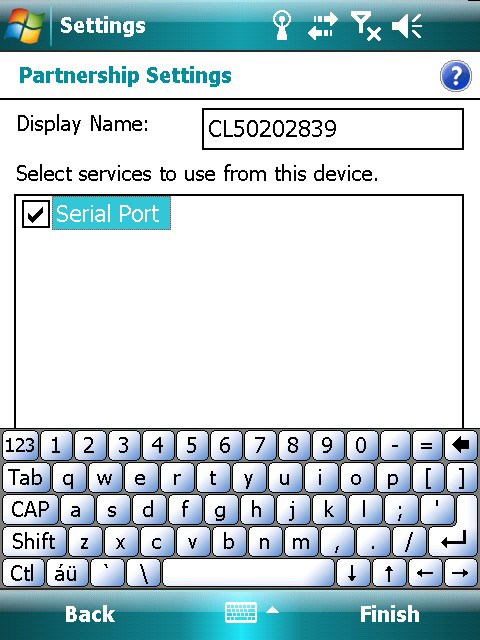 Settings
Partnership Settings
?
Display Name: CL50202839
Select services to use from this device.
Serial Port
123 1 2 3 4 5 6 7 8 9 0 - =
Tab q w e r t y u i o p [ ]
CAP a s d f g h j k l ; '
Shift z x c v b n m , . /
Ctl áü ` \ ↓ ↑ ← →
Back Finish